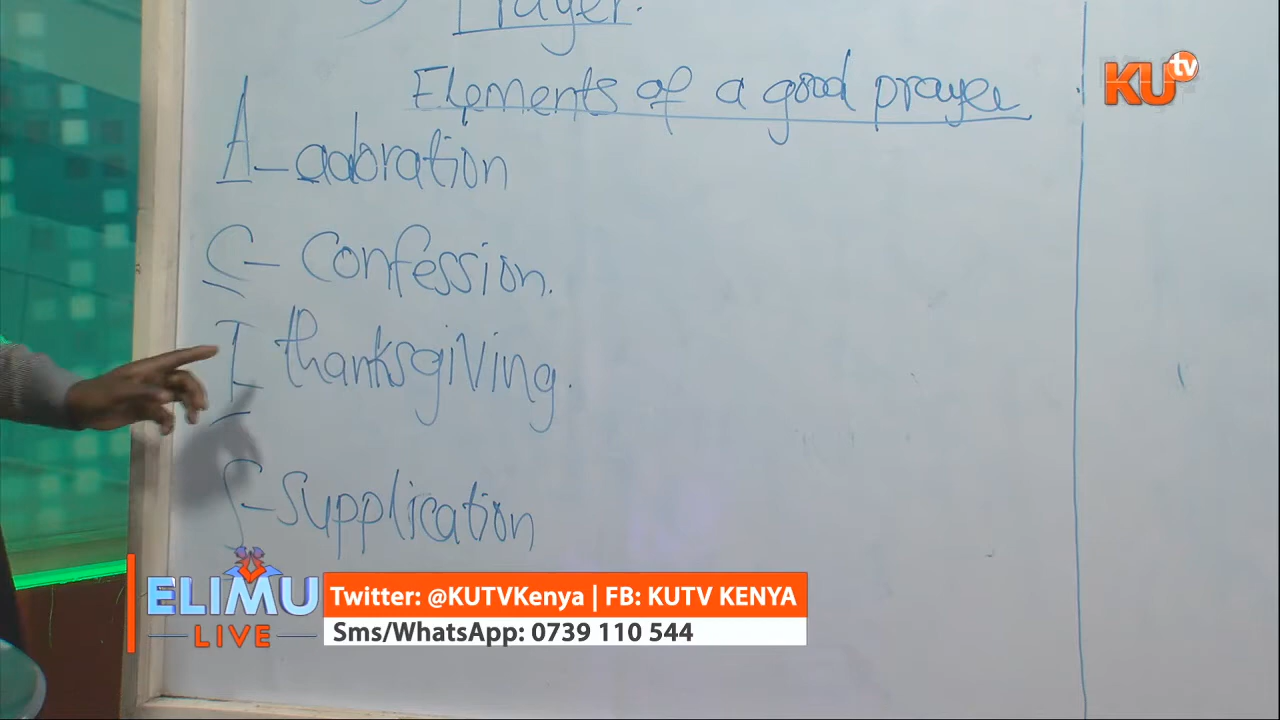 Prayer.
Elements of a good prayer
A- adoration
C- Confession.
T- thanksgiving.
S- Supplication
KU tv
ELIMU
LIVE
Twitter: @KUTVKenya | FB: KUTV KENYA
Sms/WhatsApp: 0739 110 544